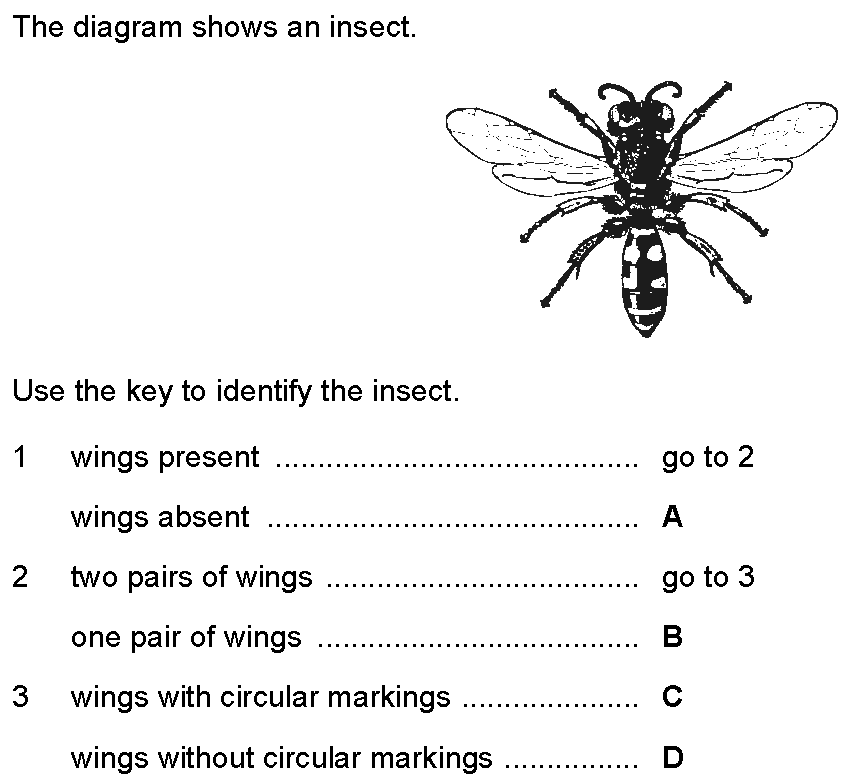 The diagram shows an insect.
Use the key to identify the insect.
1 wings present .......................................... go to 2
wings absent ........................................... A
2 two pairs of wings .................................... go to 3
one pair of wings ..................................... B
3 wings with circular markings ..................... C
wings without circular markings ................ D